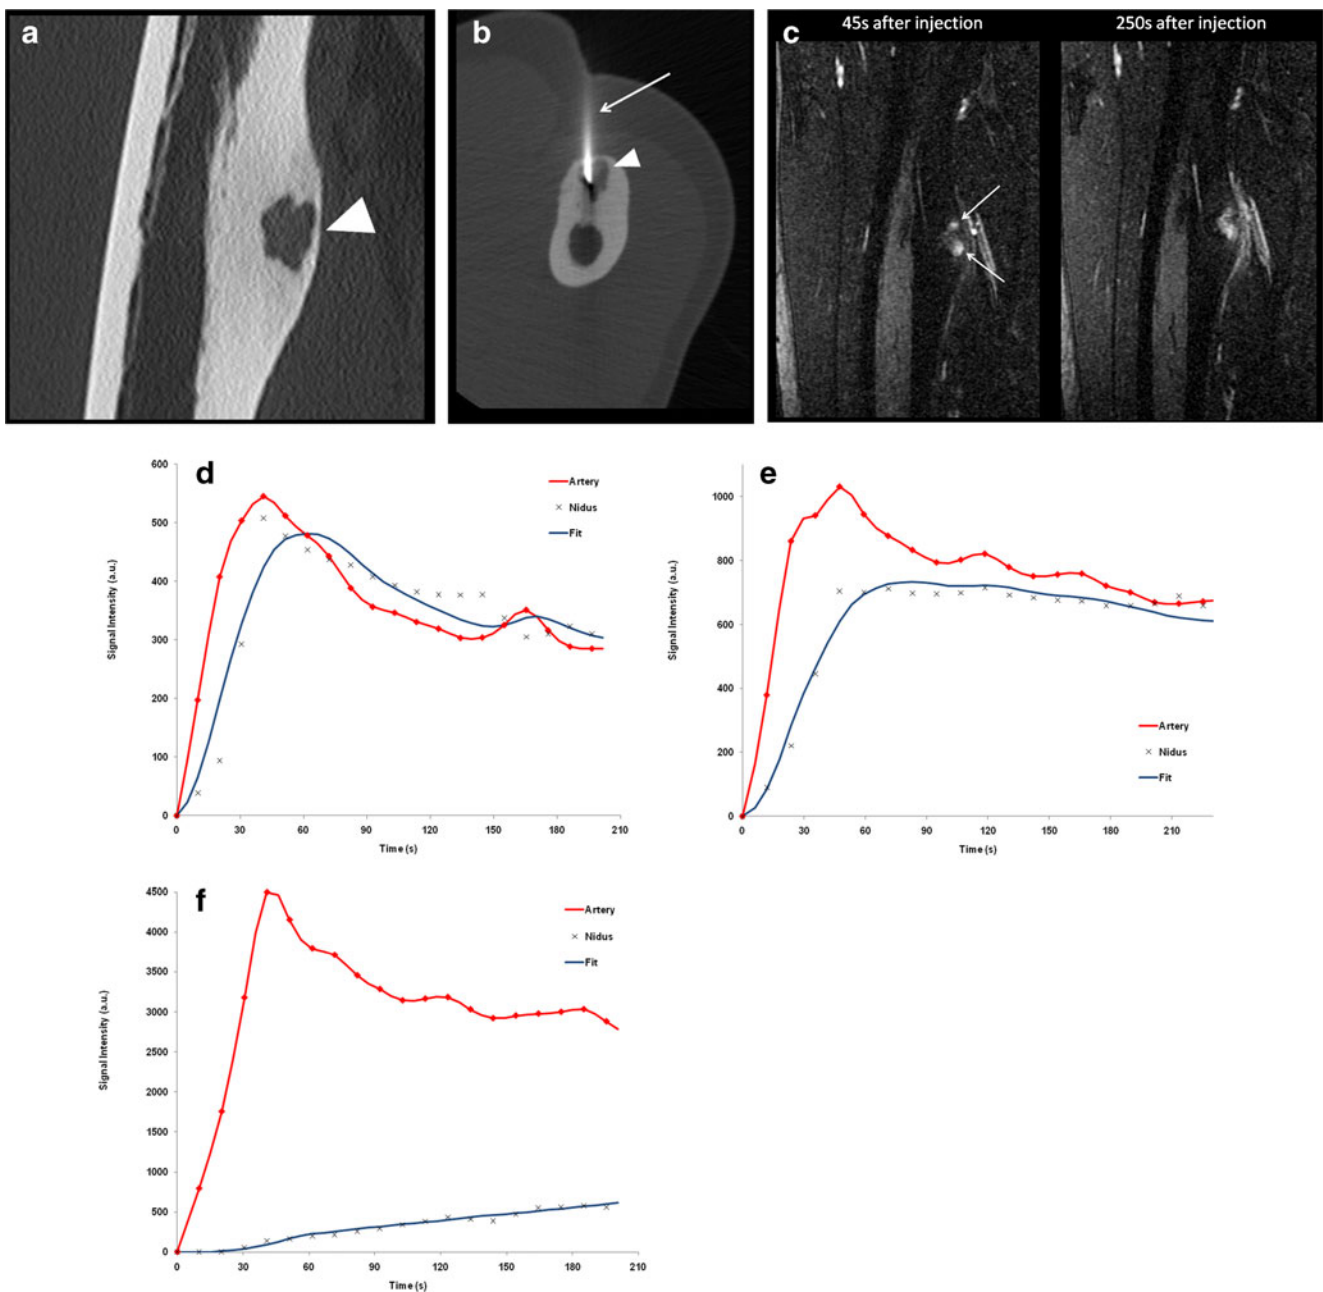 a
b
c
45s after injection
250s after injection
d
600
500
400
300
200
100
0
0 30 60 90 120 150 180 210
Time (s)
Signal Intensity (a.u.)
Artery
Nidus
Fit
e
1000
800
600
400
200
0
0 30 60 90 120 150 180 210
Time (s)
Signal Intensity (a.u.)
Artery
Nidus
Fit
f
4500
4000
3500
3000
2500
2000
1500
1000
500
0
0 30 60 90 120 150 180 210
Time (s)
Signal Intensity (a.u.)
Artery
Nidus
Fit